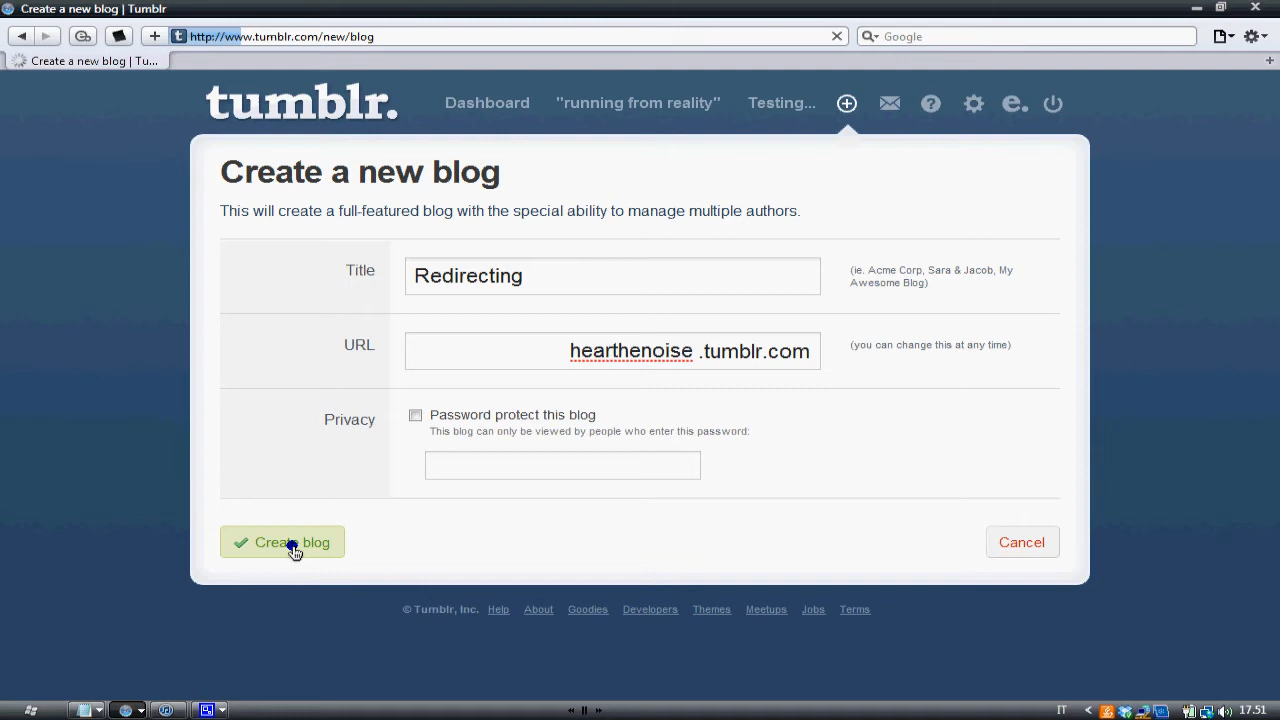 Create a new blog | Tumblr
http://www.tumblr.com/new/blog
Google
Create a new blog | Tu...
tumblr.
Dashboard
"running from reality"
Testing...
e.
Create a new blog
This will create a full-featured blog with the special ability to manage multiple authors.
Title
Redirecting
(ie. Acme Corp, Sara & Jacob, My
Awesome Blog)
URL
hearthenoise .tumblr.com
(you can change this at any time)
Privacy
Password protect this blog
This blog can only be viewed by people who enter this password:
Create blog
Cancel
© Tumblr, Inc. Help About Goodies Developers Themes Meetups Jobs Terms
IT
17.51